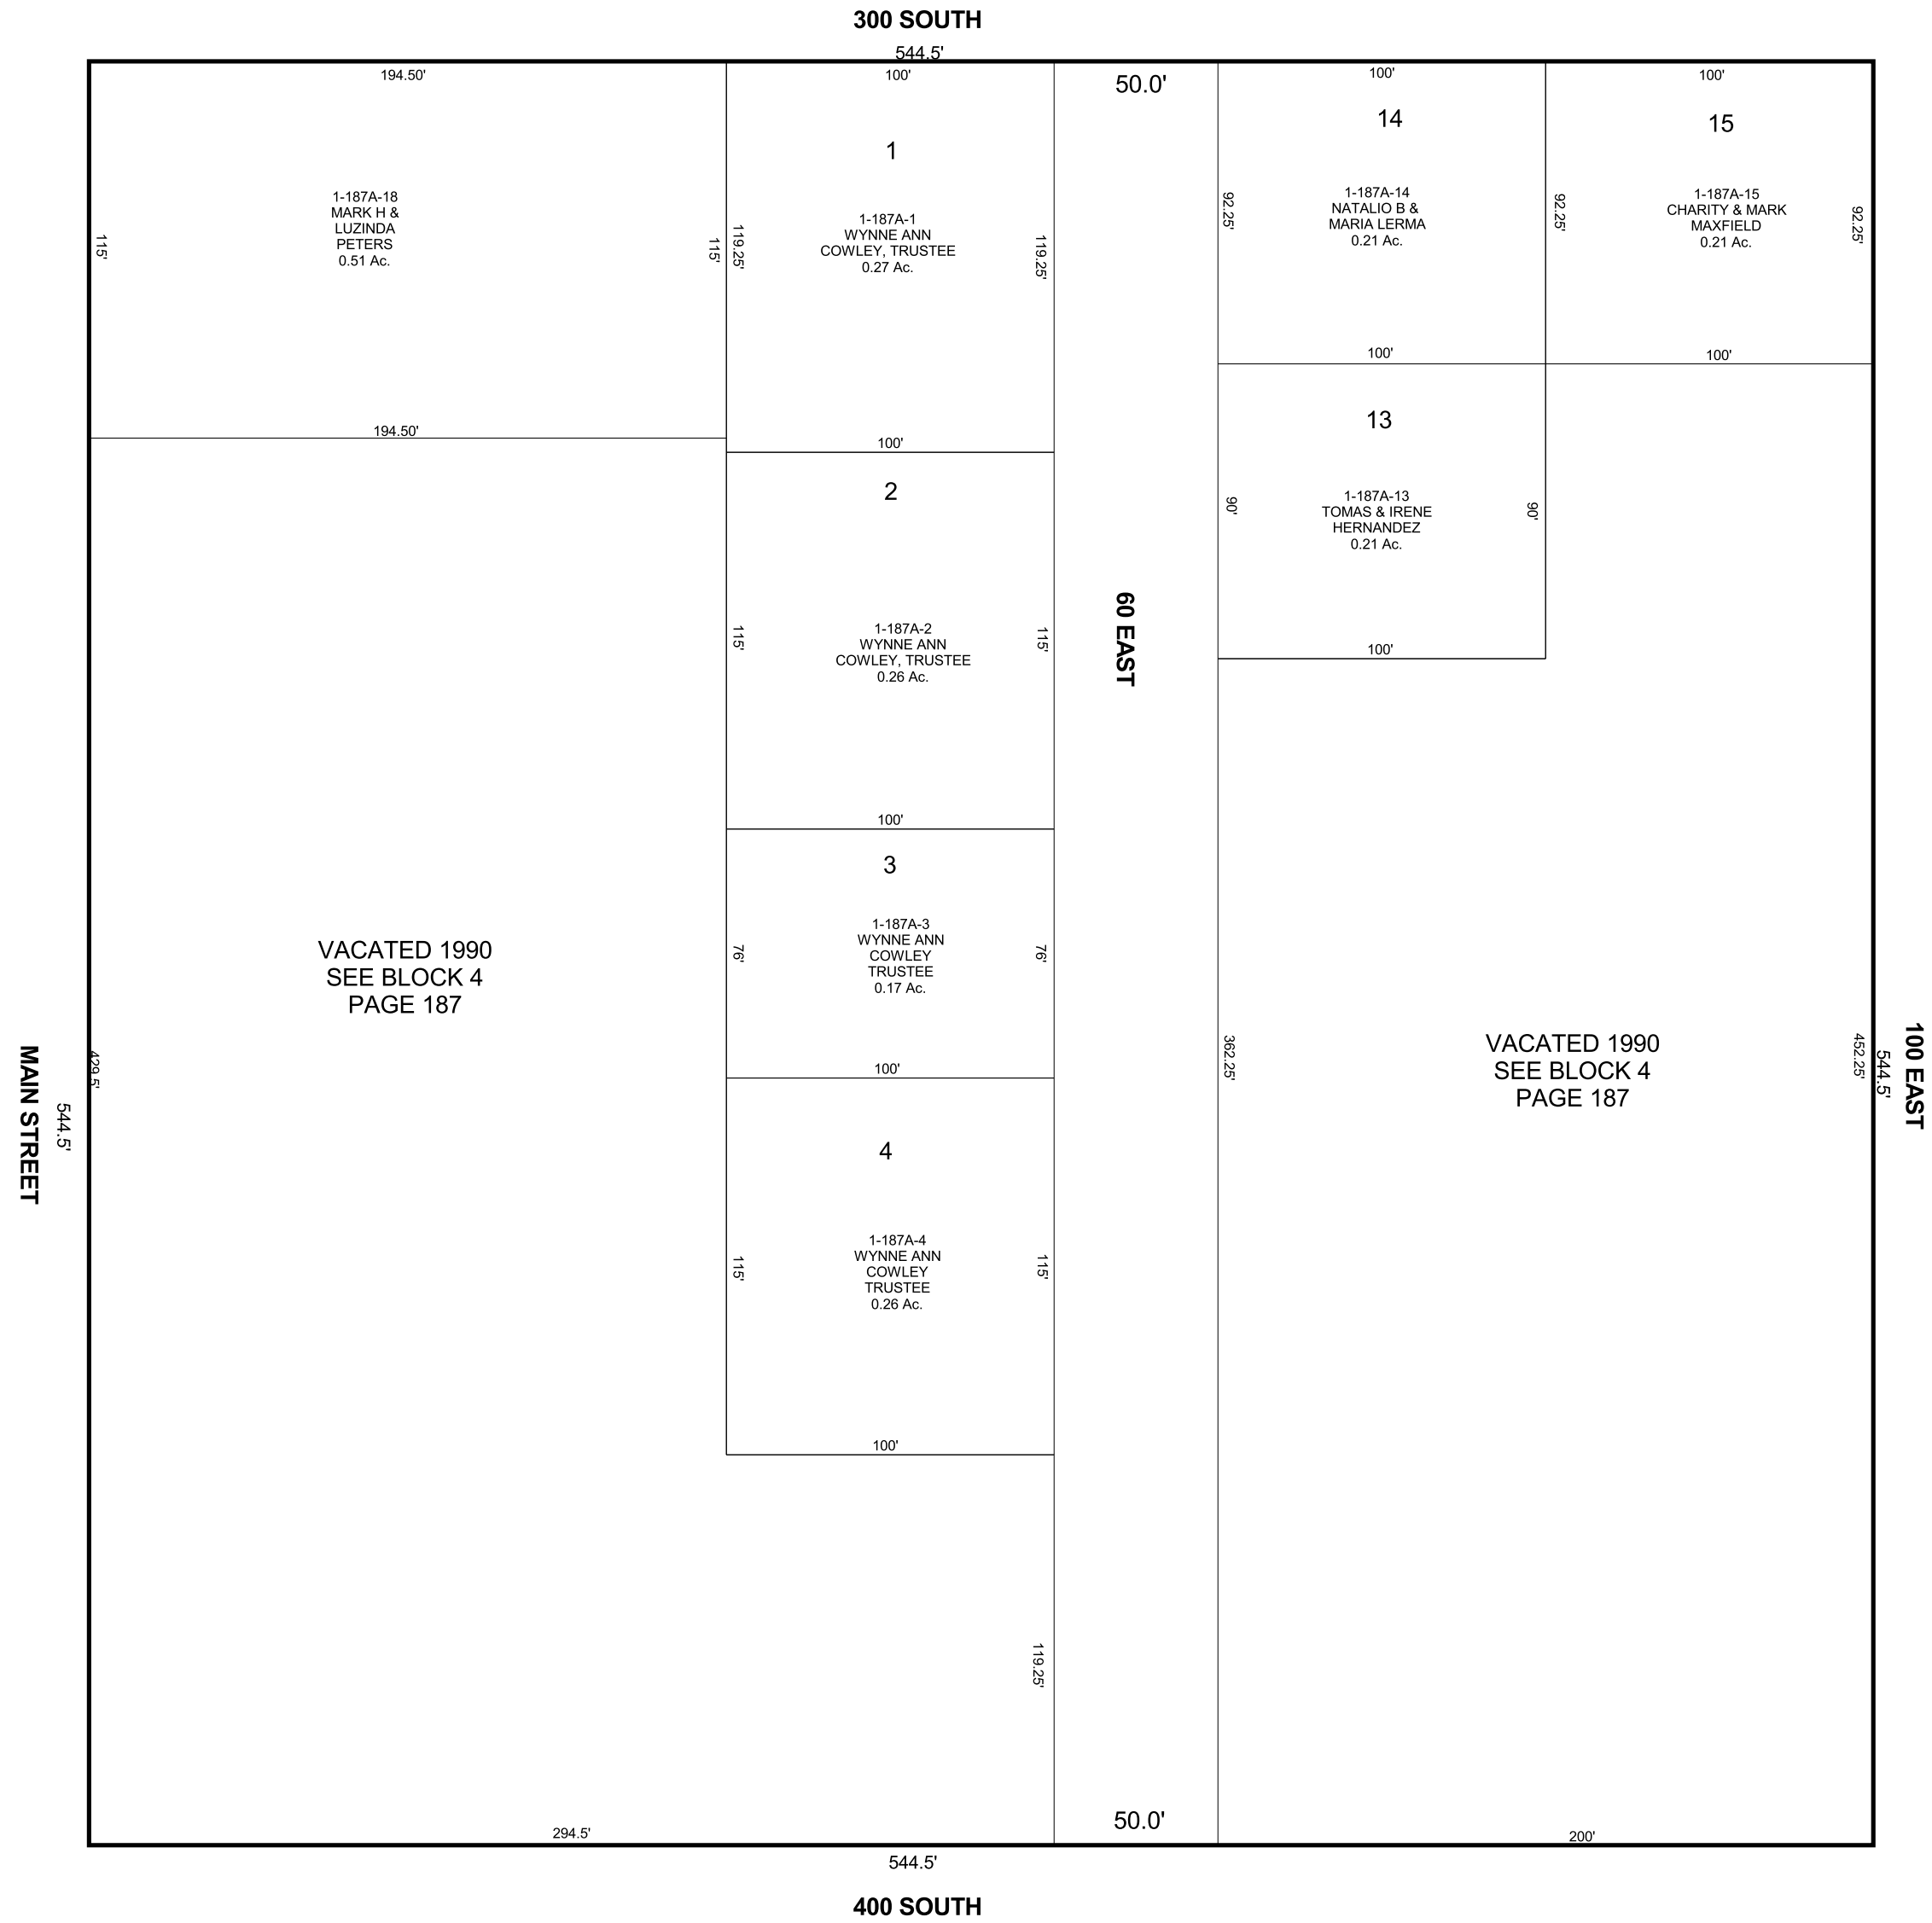 300 SOUTH
544.5'
194.50'
100'
50.0'
100'
100'
1
14
15
1-187A-18
MARK H &
LUZINDA
PETERS
0.51 Ac.
115'
115'
119.25'
1-187A-1
WYNNE ANN
COWLEY, TRUSTEE
0.27 Ac.
119.25'
92.25'
1-187A-14
NATALIO B &
MARIA LERMA
0.21 Ac.
92.25'
1-187A-15
CHARITY & MARK
MAXFIELD
0.21 Ac.
92.25'
100'
100'
194.50'
100'
13
2
90'
1-187A-13
TOMAS & IRENE
HERNANDEZ
0.21 Ac.
90'
115'
1-187A-2
WYNNE ANN
COWLEY, TRUSTEE
0.26 Ac.
115'
60 EAST
100'
100'
3
76'
1-187A-3
WYNNE ANN
COWLEY
TRUSTEE
0.17 Ac.
76'
VACATED 1990
SEE BLOCK 4
PAGE 187
100'
362.25'
VACATED 1990
SEE BLOCK 4
PAGE 187
452.25'
544.5'
100 EAST
MAIN STREET
544.5'
429.5'
4
115'
1-187A-4
WYNNE ANN
COWLEY
TRUSTEE
0.26 Ac.
115'
100'
119.25'
50.0'
294.5'
200'
544.5'
400 SOUTH